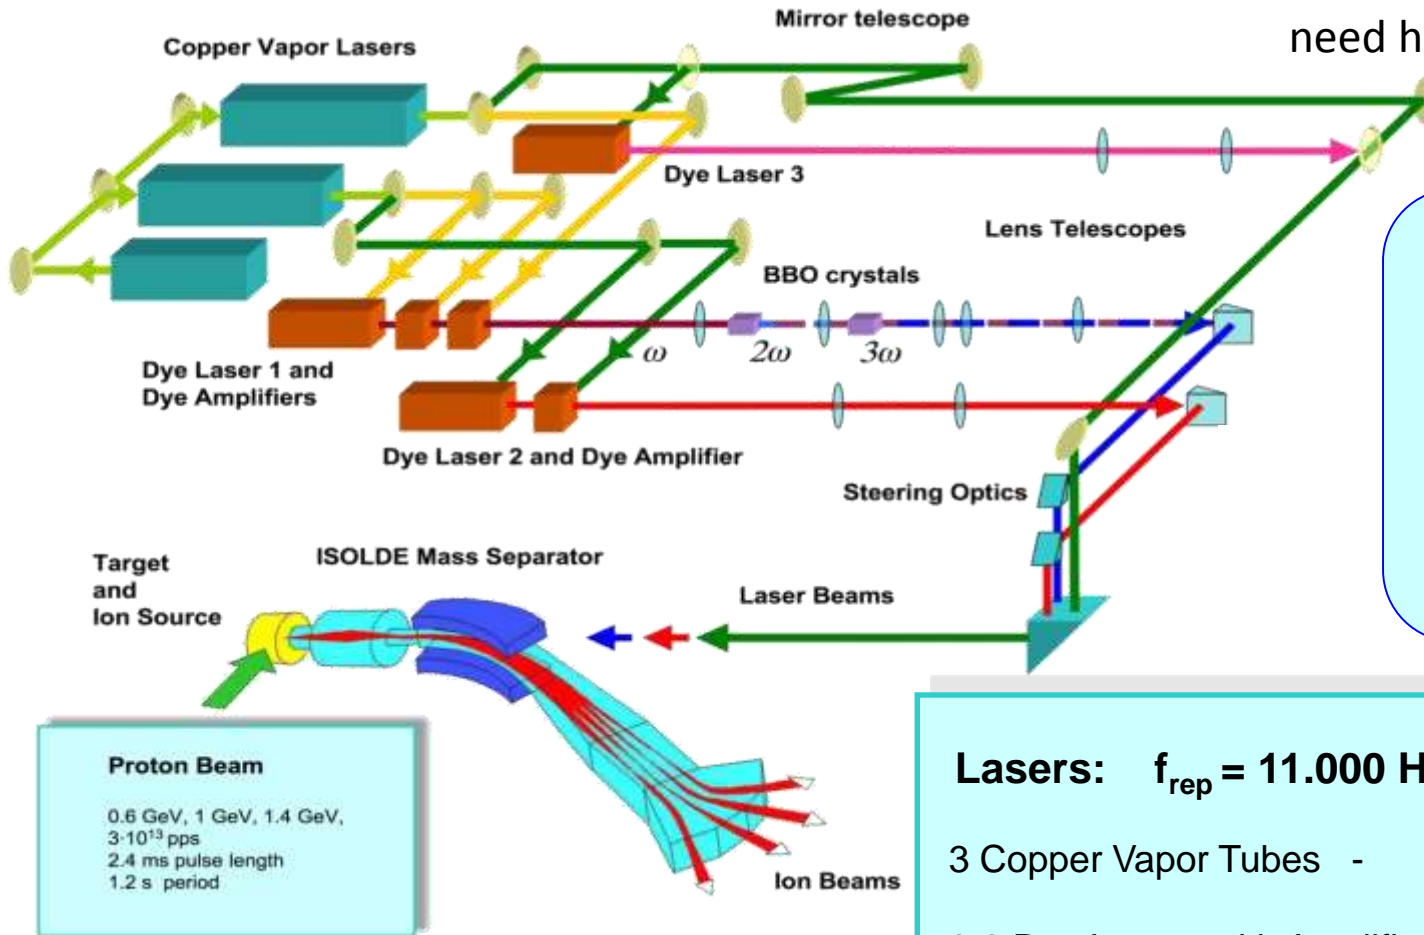 Mirror telescope
need h
Copper Vapor Lasers
Dye Laser 3
Lens Telescopes
BBO crystals
ω 2ω 3ω
Dye Laser 1 and
Dye Amplifiers
Dye Laser 2 and Dye Amplifier
Steering Optics
ISOLDE Mass Separator
Target
and
Ion Source
Laser Beams
Proton Beam
0.6 GeV, 1 GeV, 1.4 GeV,
3·10¹³ pps
2.4 ms pulse length
1.2 s period
Ion Beams
Lasers: f_rep = 11.000 H
3 Copper Vapor Tubes -